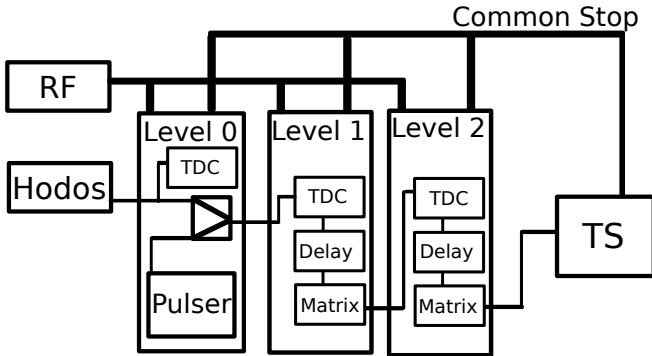 Common Stop
RF
Level 0
Level 1
Level 2
TDC
Hodos
TDC
TDC
TS
Delay
Delay
Pulser
Matrix
Matrix